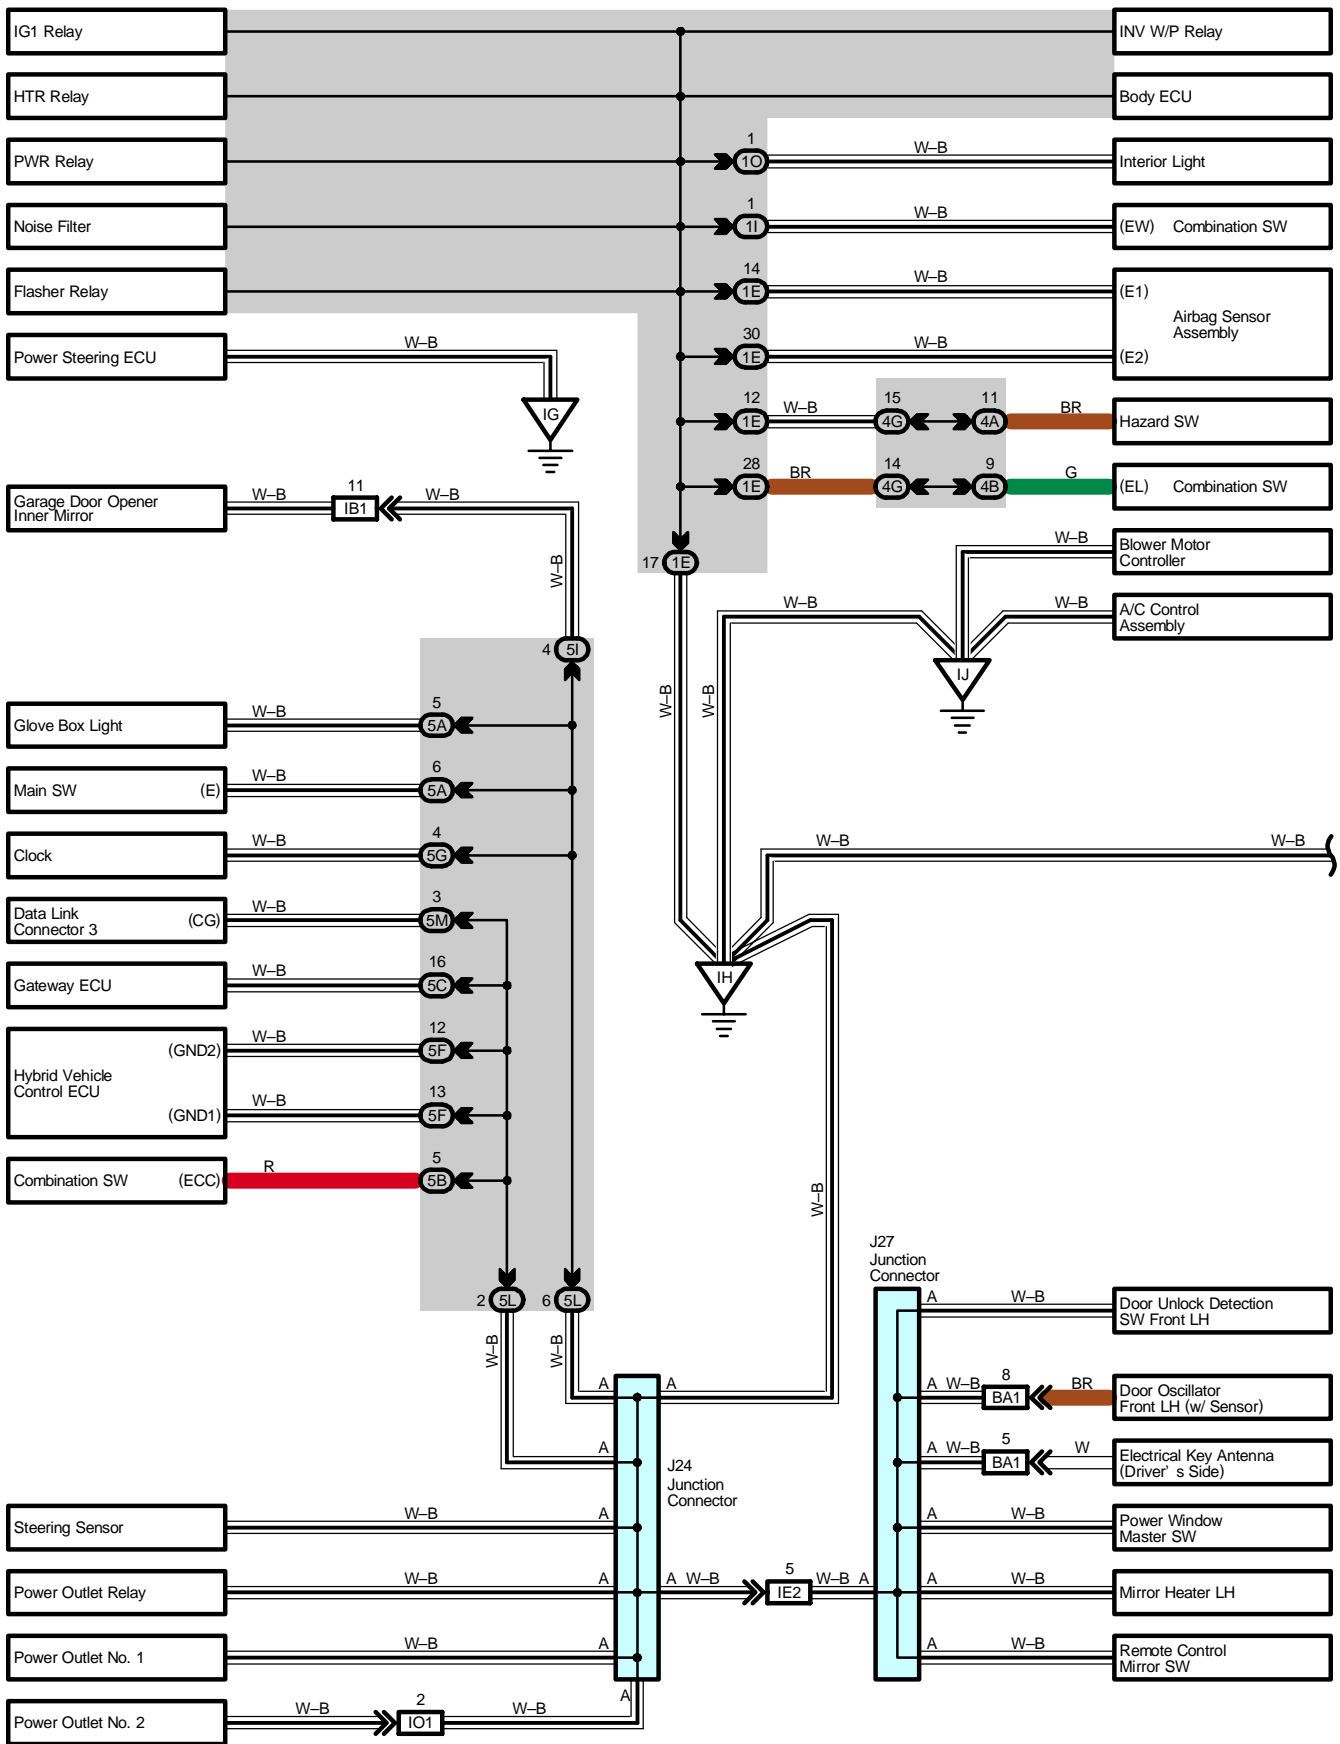 IG1 Relay
INV W/P Relay
HTR Relay
Body ECU
PWR Relay
1
1O
W–B
Interior Light
Noise Filter
1
1I
W–B
(EW) Combination SW
Flasher Relay
14
1E
W–B
(E1)
Airbag Sensor
Assembly
Power Steering ECU
W–B
30
1E
W–B
(E2)
IG
12
1E
W–B
15
4G
11
4A
BR
Hazard SW
28
1E
BR
14
4G
9
4B
G
(EL) Combination SW
Garage Door Opener
Inner Mirror
W–B
11
IB1
W–B
W–B
17
1E
W–B
Blower Motor
Controller
W–B
W–B
A/C Control
Assembly
IJ
4
5I
W–B
W–B
Glove Box Light
W–B
5
5A
Main SW (E)
W–B
6
5A
Clock
W–B
4
5G
W–B
W–B
Data Link
Connector 3
(CG)
W–B
3
5M
Gateway ECU
W–B
16
5C
IH
Hybrid Vehicle
Control ECU
(GND2)
W–B
12
5F
(GND1)
W–B
13
5F
Combination SW (ECC)
R
5
5B
W–B
2
5L
6
5L
W–B
W–B
J27
Junction
Connector
A
W–B
Door Unlock Detection
SW Front LH
A
A
A W–B
8
BA1
BR
Door Oscillator
Front LH (w/ Sensor)
A
J24
Junction
Connector
A W–B
5
BA1
W
Electrical Key Antenna
(Driver’ s Side)
Steering Sensor
W–B
A
A
W–B
Power Window
Master SW
Power Outlet Relay
W–B
A
A W–B
5
IE2
W–B A
A
W–B
Mirror Heater LH
Power Outlet No. 1
W–B
A
A
W–B
Remote Control
Mirror SW
Power Outlet No. 2
W–B
2
IO1
W–B
A